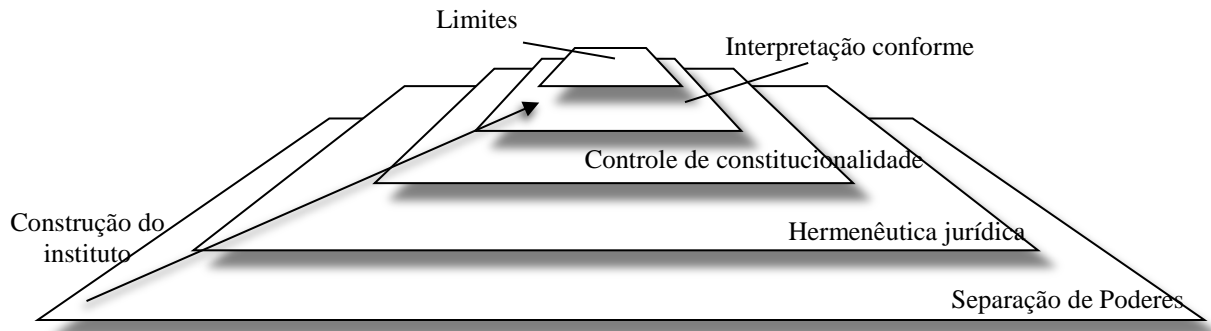 Limites
Interpretação conforme
Controle de constitucionalidade
Construção do
instituto
Hermenêutica jurídica
Separação de Poderes